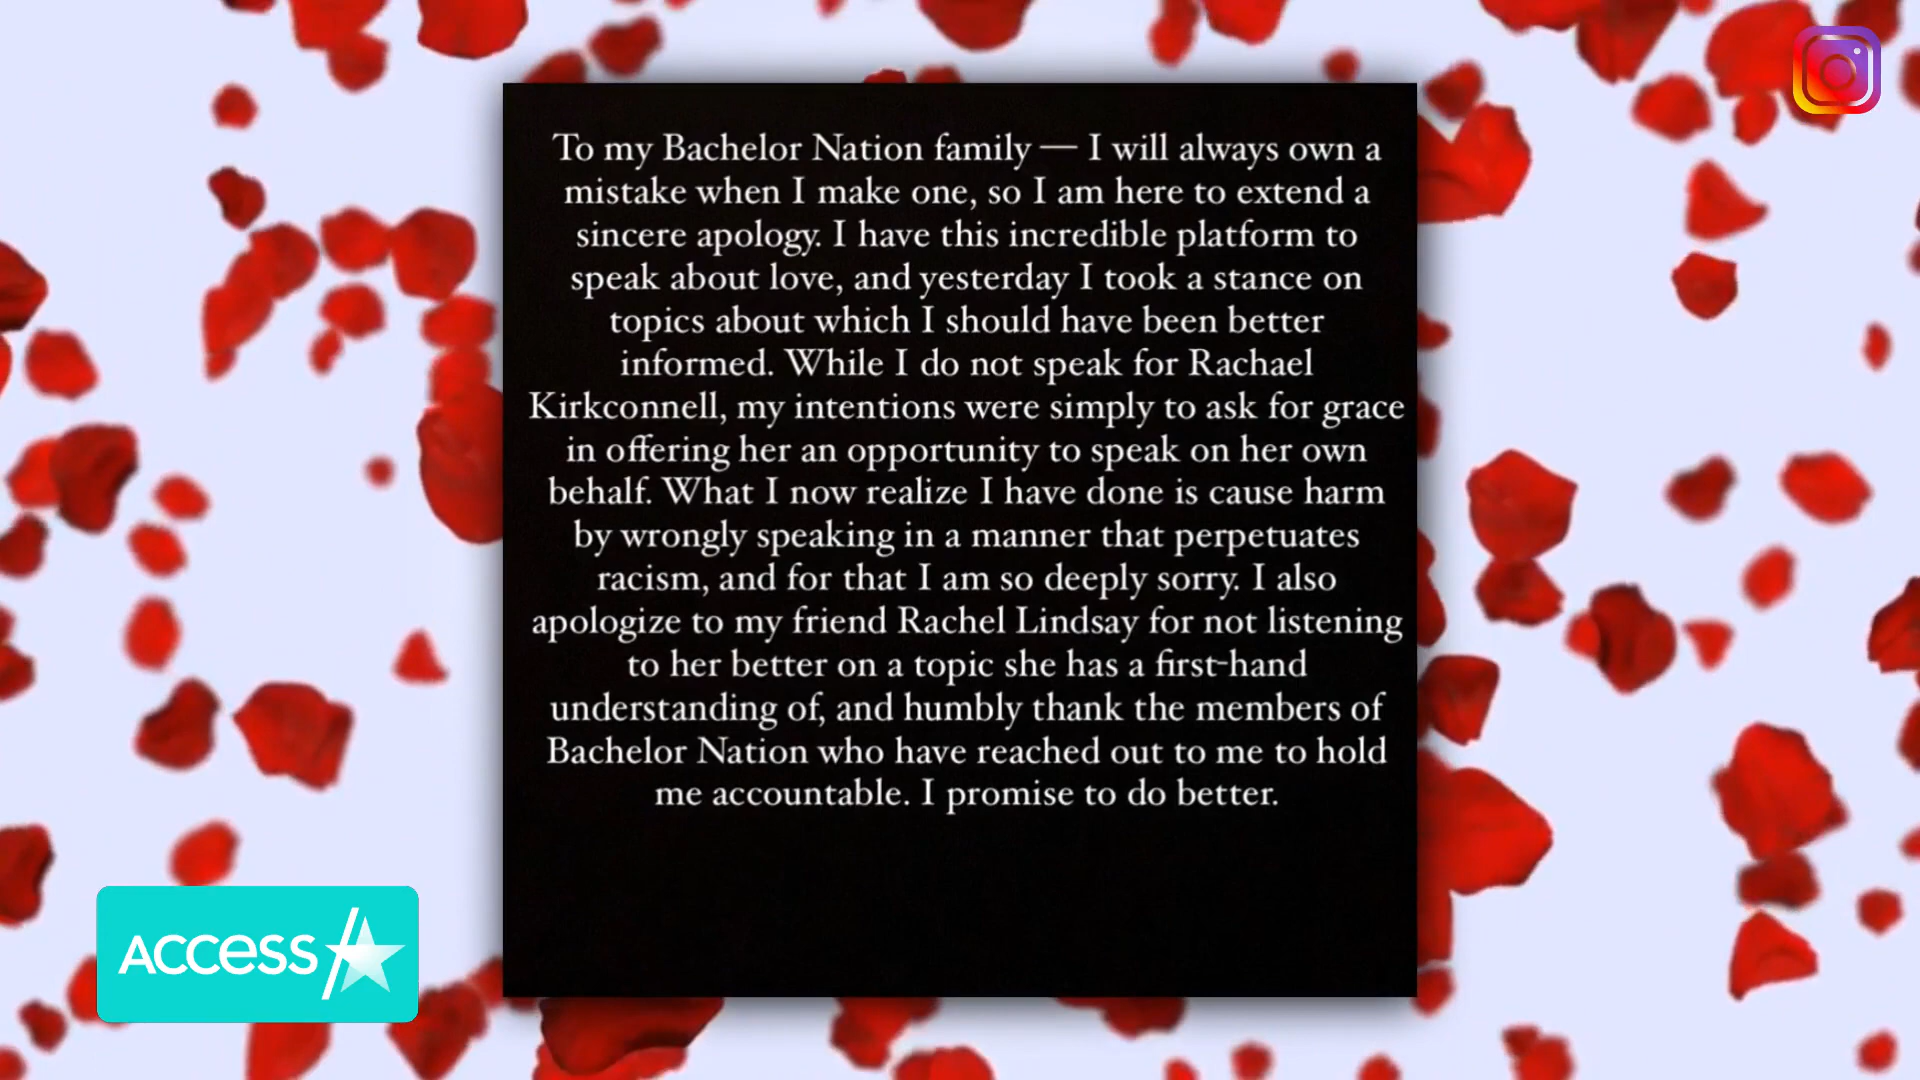 To my Bachelor Nation family — I will always own a
mistake when I make one, so I am here to extend a
sincere apology. I have this incredible platform to
speak about love, and yesterday I took a stance on
topics about which I should have been better
informed. While I do not speak for Rachael
Kirkconnell, my intentions were simply to ask for grace
in offering her an opportunity to speak on her own
behalf. What I now realize I have done is cause harm
by wrongly speaking in a manner that perpetuates
racism, and for that I am so deeply sorry. I also
apologize to my friend Rachel Lindsay for not listening
to her better on a topic she has a first-hand
understanding of, and humbly thank the members of
Bachelor Nation who have reached out to me to hold
me accountable. I promise to do better.
ACCESS